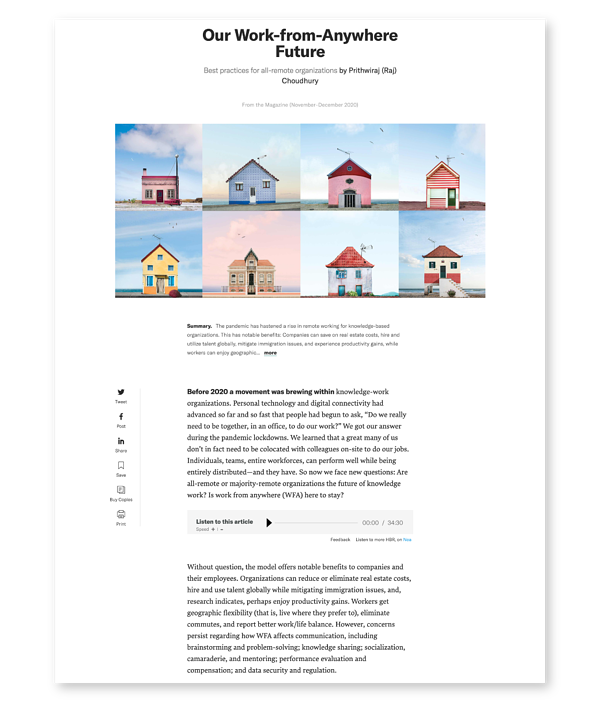 Our Work-from-Anywhere
Future
Best practices for all-remote organizations by Prithwiraj (Raj)
Choudhury
From the Magazine (November–December 2020)
Summary. The pandemic has hastened a rise in remote working for knowledge-based
organizations. This has notable benefits: Companies can save on real estate costs, hire and
utilize talent globally, mitigate immigration issues, and experience productivity gains, while
workers can enjoy geographic... more
Tweet
Post
Share
Save
Buy Copies
Print
Before 2020 a movement was brewing within knowledge-work
organizations. Personal technology and digital connectivity had
advanced so far and so fast that people had begun to ask, “Do we really
need to be together, in an office, to do our work?” We got our answer
during the pandemic lockdowns. We learned that a great many of us
don’t in fact need to be colocated with colleagues on-site to do our jobs.
Individuals, teams, entire workforces, can perform well while being
entirely distributed—and they have. So now we face new questions: Are
all-remote or majority-remote organizations the future of knowledge
work? Is work from anywhere (WFA) here to stay?
Listen to this article
Speed + | –
00:00 / 34:30
Feedback Listen to more HBR, on Noa
Without question, the model offers notable benefits to companies and
their employees. Organizations can reduce or eliminate real estate costs,
hire and use talent globally while mitigating immigration issues, and,
research indicates, perhaps enjoy productivity gains. Workers get
geographic flexibility (that is, live where they prefer to), eliminate
commutes, and report better work/life balance. However, concerns
persist regarding how WFA affects communication, including
brainstorming and problem-solving; knowledge sharing; socialization,
camaraderie, and mentoring; performance evaluation and
compensation; and data security and regulation.